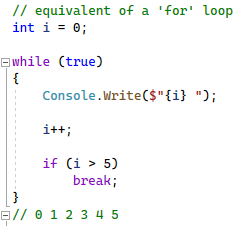 // equivalent of a 'for' loop
int i = 0;
while (true)
{
    Console.Write($"{i} ");
    i++;
    if (i > 5)
        break;
}
// 0 1 2 3 4 5